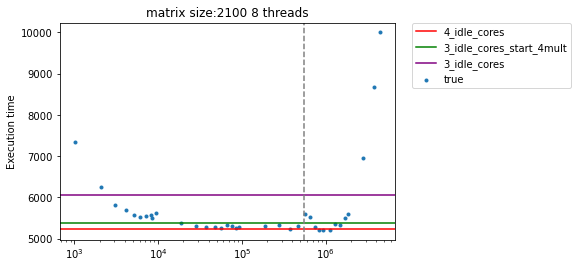 matrix size:2100 8 threads
Execution time
10000
9000
8000
7000
6000
5000
10³
10⁴
10⁵
10⁶
4_idle_cores
3_idle_cores_start_4mult
3_idle_cores
true